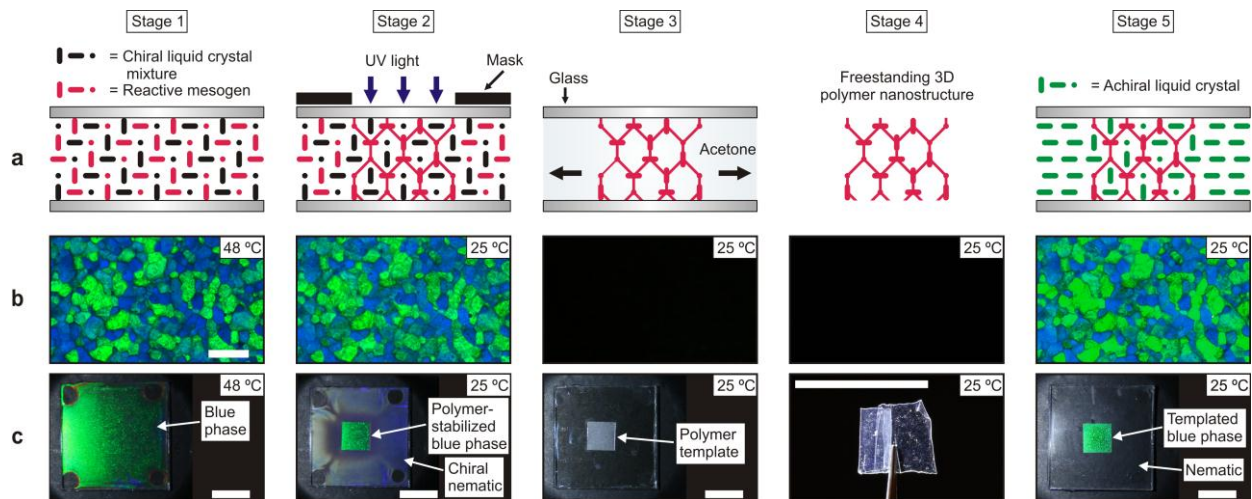 Stage 1
Stage 2
Stage 3
Stage 4
Stage 5
= Chiral liquid crystal
mixture
= Reactive mesogen
UV light
Mask
Glass
Acetone
Freestanding 3D
polymer nanostructure
= Achiral liquid crystal
a
b
48 ºC
25 ºC
25 ºC
25 ºC
25 ºC
c
48 ºC
Blue
phase
25 ºC
Polymer-
stabilized
blue phase
Chiral
nematic
25 ºC
Polymer
template
25 ºC
25 ºC
Templated
blue phase
Nematic